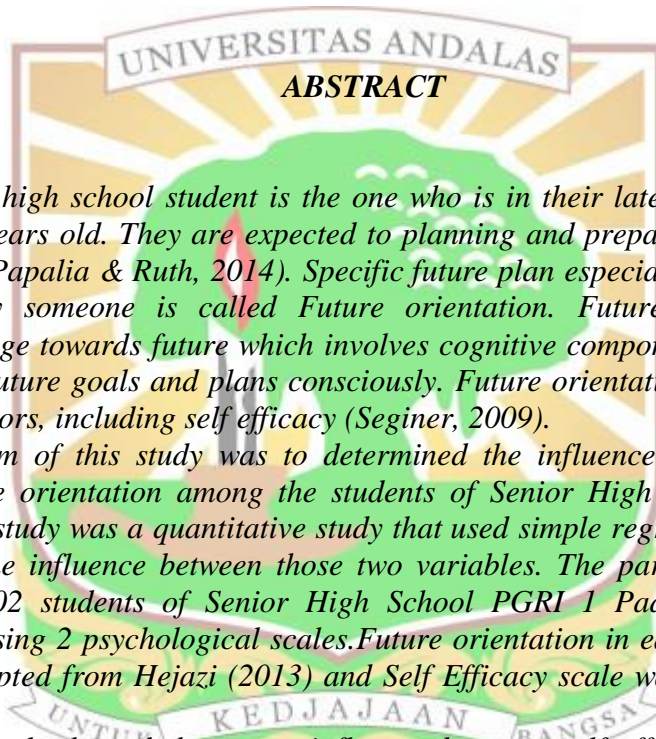 UNIVERSITAS ANDALAS
ABSTRACT
high school student is the one who is in their late
ears old. They are expected to planning and prepa
Papalia & Ruth, 2014). Specific future plan especia
someone is called Future orientation. Future
ge towards future which involves cognitive compo
uture goals and plans consciously. Future orientati
ors, including self efficacy (Seginer, 2009).
m of this study was to determined the influence
e orientation among the students of Senior High
study was a quantitative study that used simple reg
e influence between those two variables. The par
02 students of Senior High School PGRI 1 Pad
sing 2 psychological scales.Future orientation in e
pted from Hejazi (2013) and Self Efficacy scale w
UNTUK KEDJAJAAN BANGSA